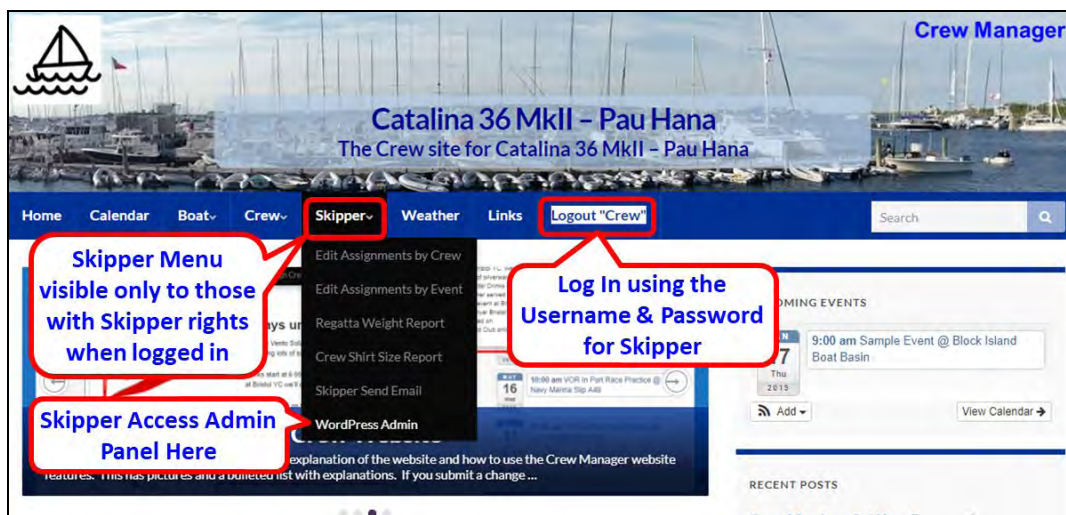 Crew Manager
Catalina 36 MkII – Pau Hana
The Crew site for Catalina 36 MkII – Pau Hana
Home Calendar Boat Crew Skipper Weather Links Logout "Crew" Search
Skipper Menu
visible only to those
with Skipper rights
when logged in
Edit Assignments by Crew
Edit Assignments by Event
Regatta Weight Report
Crew Shirt Size Report
Skipper Send Email
WordPress Admin
Log In using the
Username & Password
for Skipper
Skipper Access Admin
Panel Here
16
10:00 am VOR In Port Race Practice @
Navy Marina Slip A48
explanation of the website and how to use the Crew Manager website
features. This has pictures and a bulleted list with explanations. If you submit a change ...
EVENTS
7
Thu
2015
9:00 am Sample Event @ Block Island
Boat Basin
Add
View Calendar
RECENT POSTS